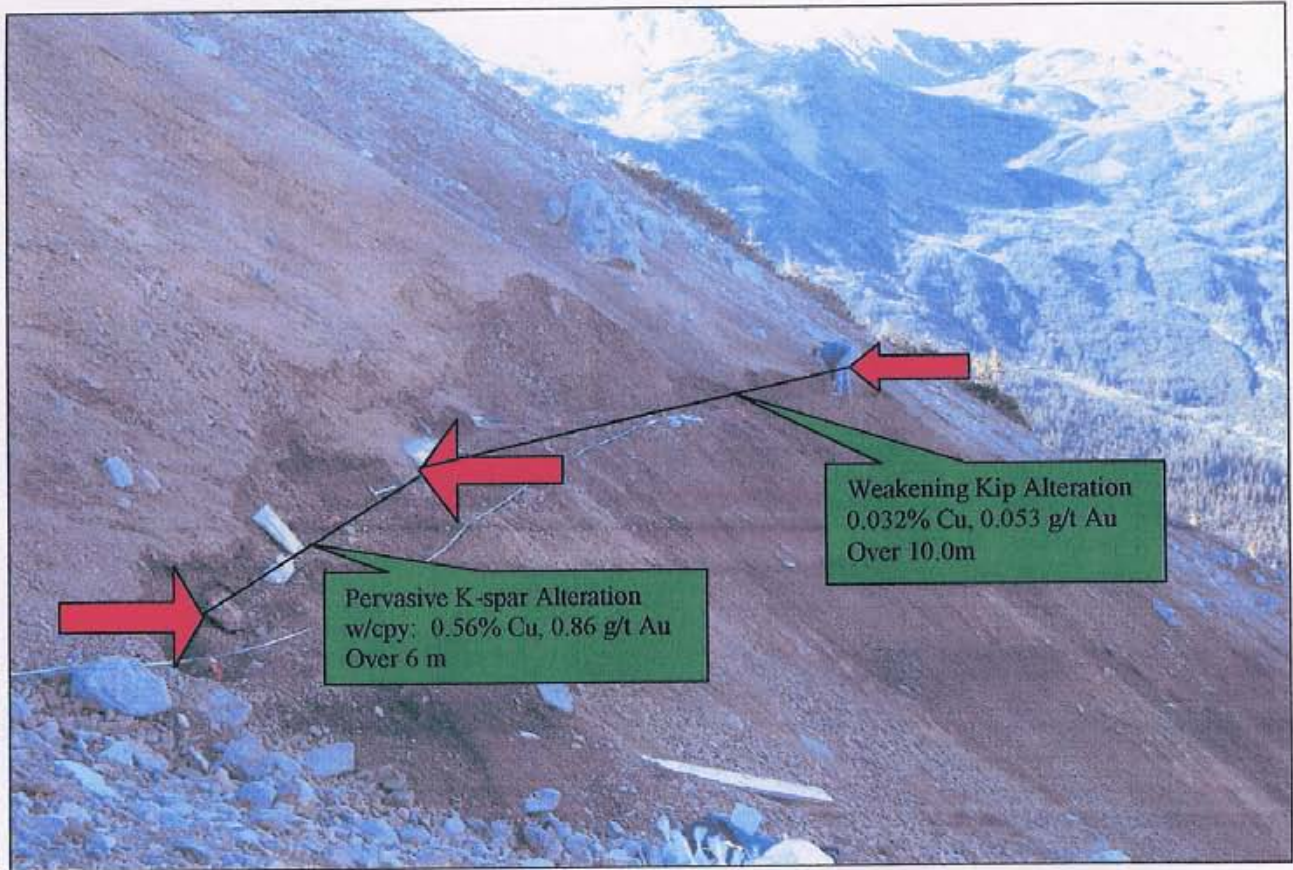 Weakening Kip Alteration
0.032% Cu, 0.053 g/t Au
Over 10.0m
Pervasive K-spar Alteration
w/cpy: 0.56% Cu, 0.86 g/t Au
Over 6 m